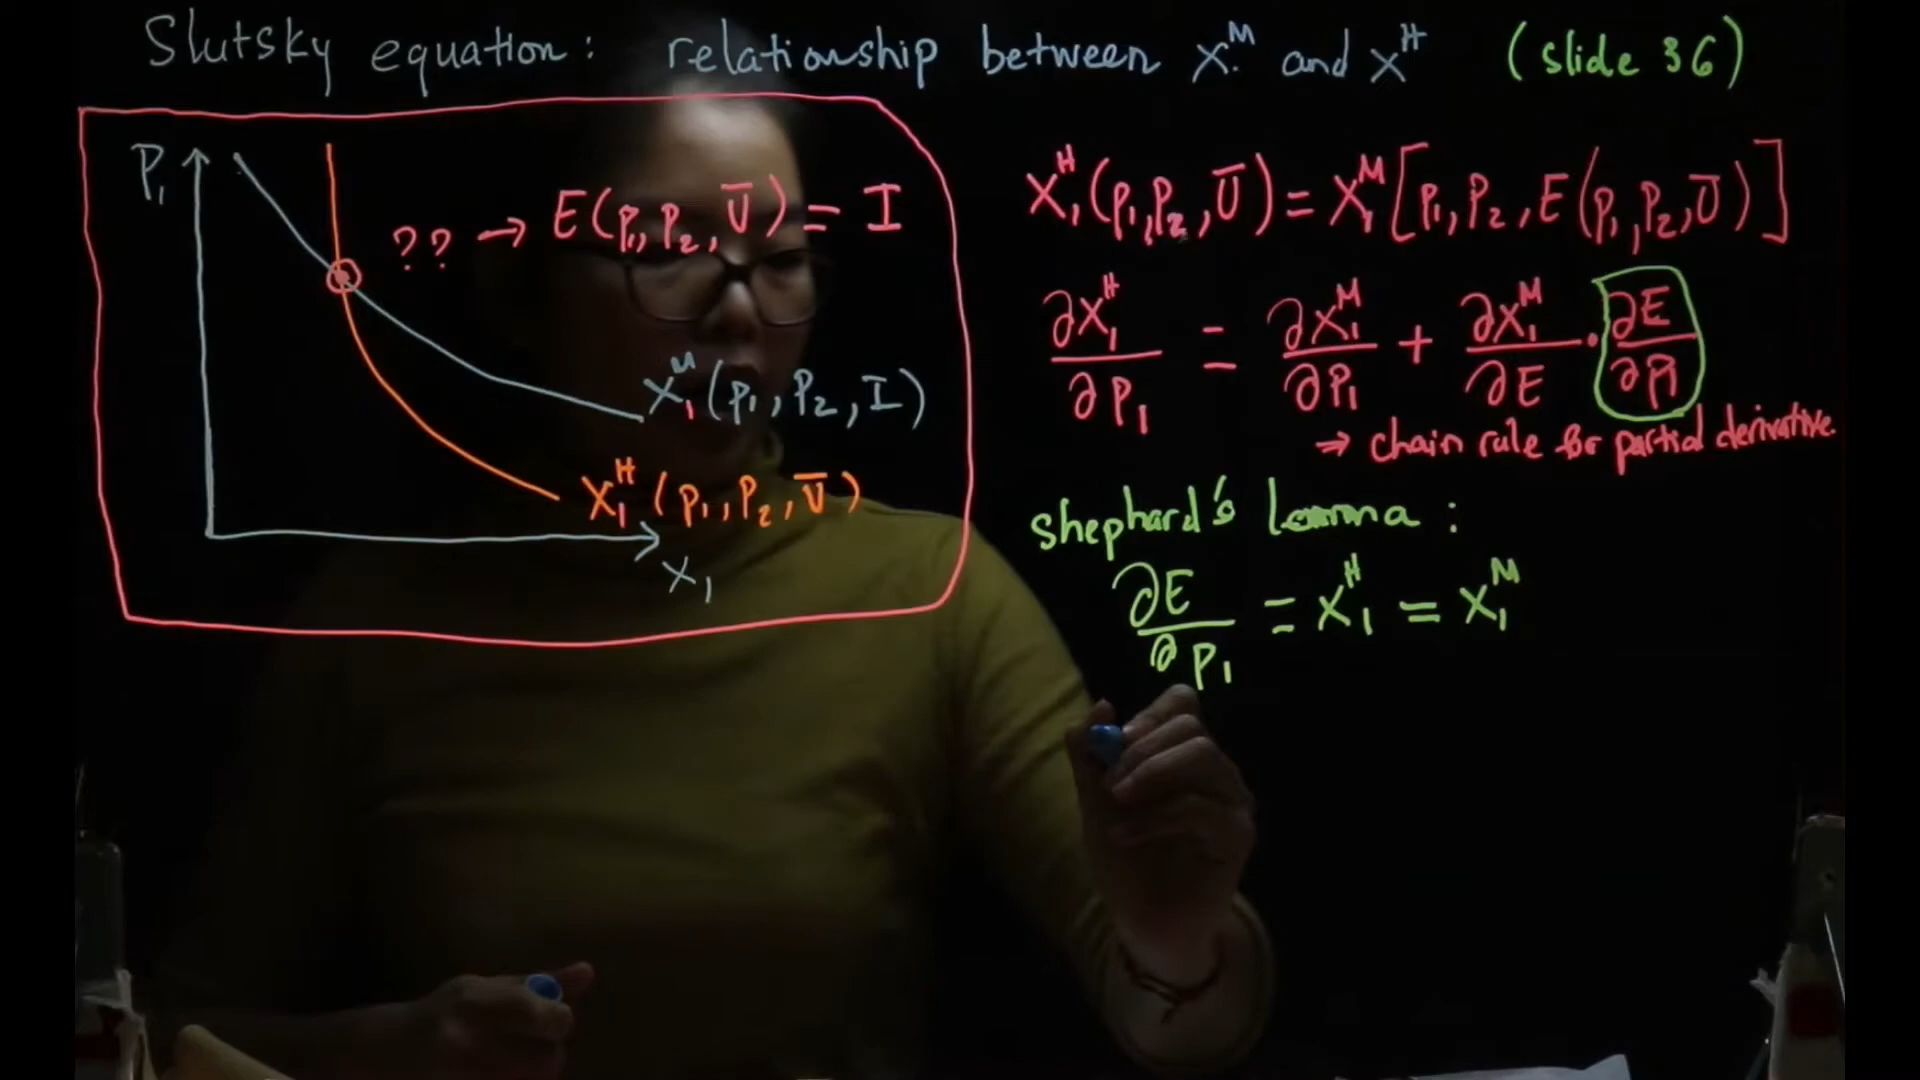 Slutsky equation: relationship between X^M and X^H (slide 36)
P₁
?? → E(P₁, P₂, Ū) = I
X₁^M (P₁, P₂, I)
X₁^H (P₁, P₂, Ū)
X₁
X₁^H (P₁, P₂, Ū) = X₁^M [P₁, P₂, E(P₁, P₂, Ū)]
∂X₁^H / ∂P₁ = ∂X₁^M / ∂P₁ + ∂X₁^M / ∂E · ∂E / ∂P₁
⇒ chain rule for partial derivative.
shephard's lemma:
∂E / ∂P₁ = X₁^H = X₁^M